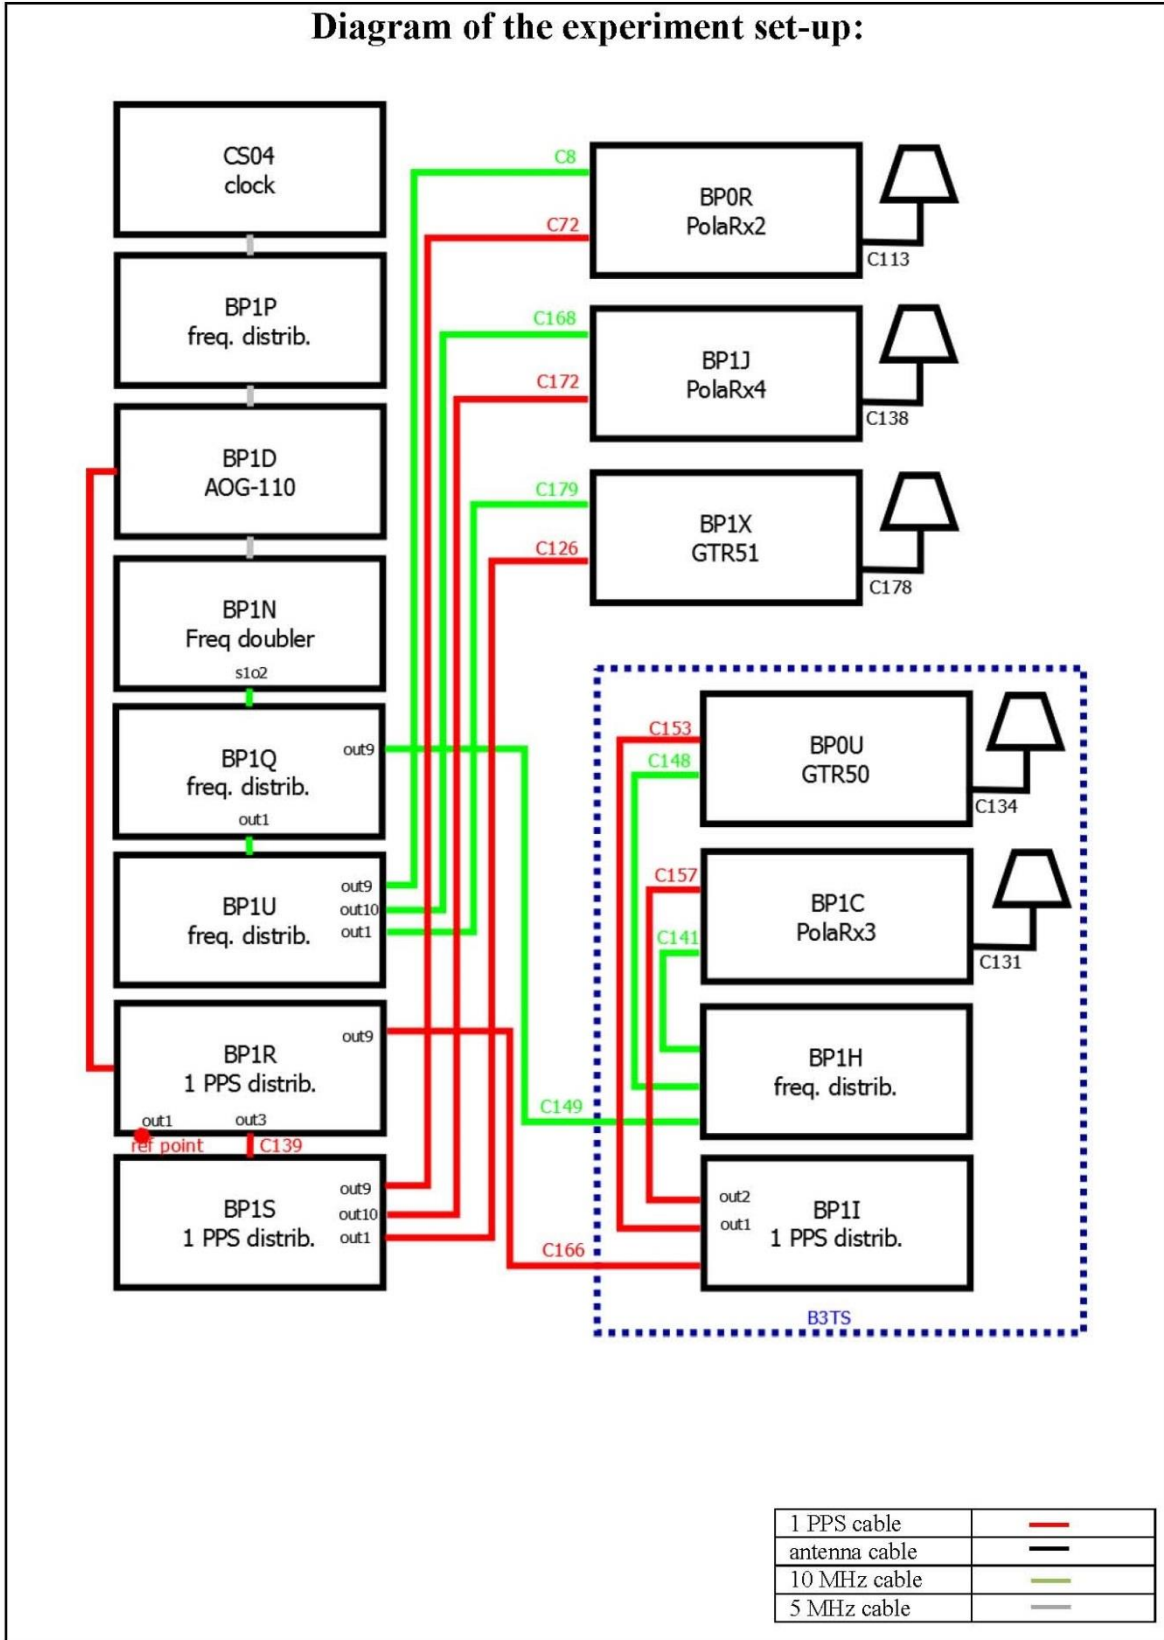 Diagram of the experiment set-up:
CS04
clock
BP1P
freq. distrib.
BP1D
AOG-110
BP1N
Freq doubler
s1o2
BP1Q
freq. distrib.
out9
out1
BP1U
freq. distrib.
out9
out10
out1
BP1R
1 PPS distrib.
out9
out1
out3
ref point
C139
BP1S
1 PPS distrib.
out9
out10
out1
C8
C72
BP0R
PolaRx2
C113
C168
C172
BP1J
PolaRx4
C138
C179
C126
BP1X
GTR51
C178
C153
C148
BP0U
GTR50
C134
C157
C141
BP1C
PolaRx3
C131
BP1H
freq. distrib.
C149
out2
out1
BP1I
1 PPS distrib.
C166
B3TS
1 PPS cable
antenna cable
10 MHz cable
5 MHz cable